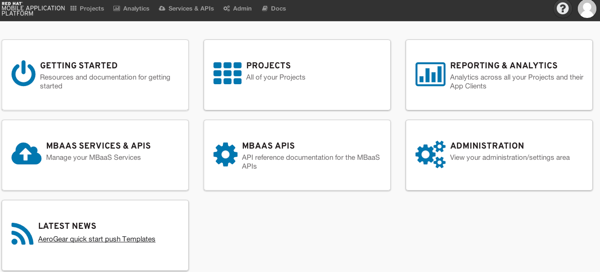 RED HAT
MOBILE APPLICATION
PLATFORM
Projects
Analytics
Services & APIs
Admin
Docs
?
GETTING STARTED
Resources and documentation for getting
started
PROJECTS
All of your Projects
REPORTING & ANALYTICS
Analytics across all your Projects and their
App Clients
MBAAS SERVICES & APIS
Manage your MBaaS Services
MBAAS APIS
API reference documentation for the MBaaS
APIs
ADMINISTRATION
View your administration/settings area
LATEST NEWS
AeroGear quick start push Templates